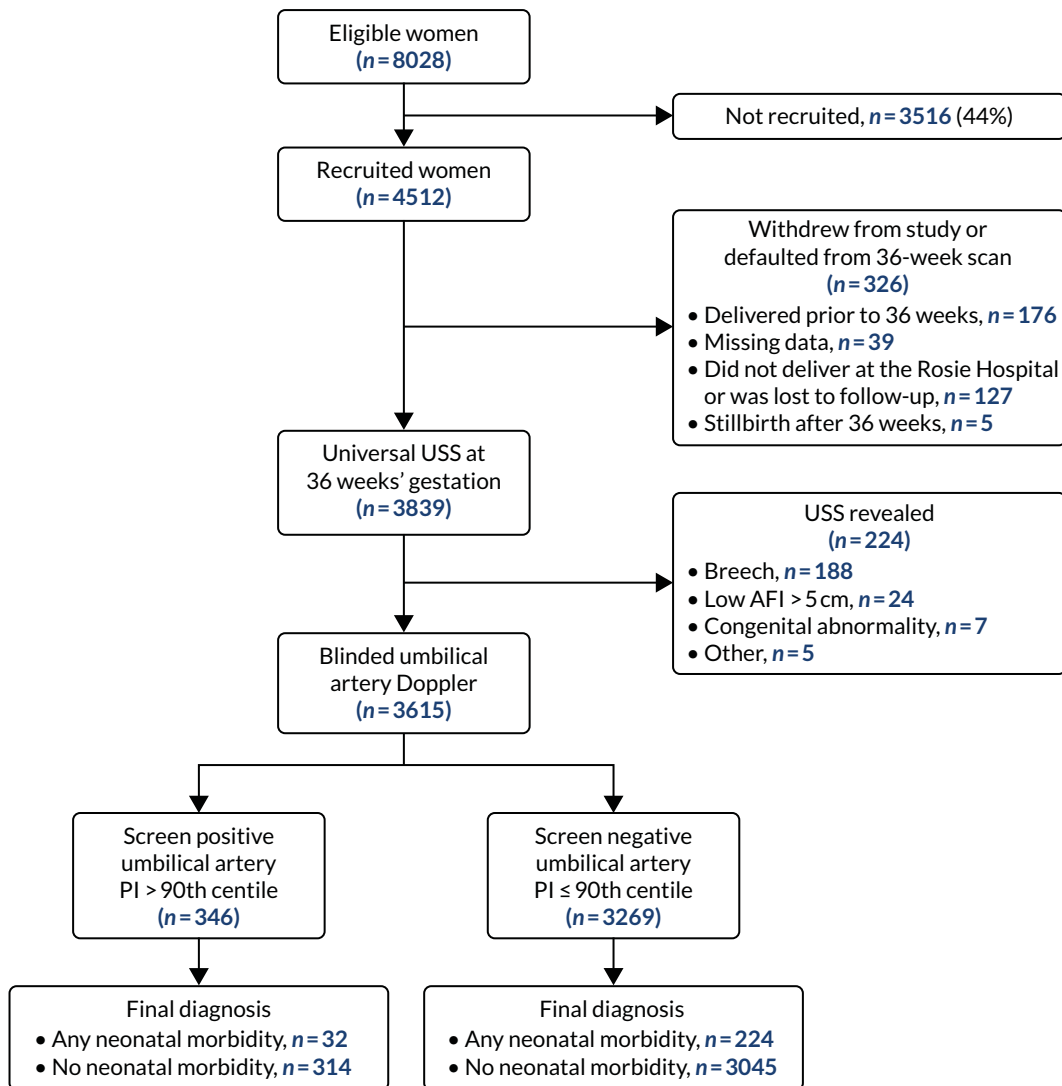 Eligible women
(n = 8028)
Not recruited, n = 3516 (44%)
Recruited women
(n = 4512)
Withdrew from study or
defaulted from 36-week scan
(n = 326)
• Delivered prior to 36 weeks, n = 176
• Missing data, n = 39
• Did not deliver at the Rosie Hospital
or was lost to follow-up, n = 127
• Stillbirth after 36 weeks, n = 5
Universal USS at
36 weeks’ gestation
(n = 3839)
USS revealed
(n = 224)
• Breech, n = 188
• Low AFI > 5 cm, n = 24
• Congenital abnormality, n = 7
• Other, n = 5
Blinded umbilical
artery Doppler
(n = 3615)
Screen positive
umbilical artery
PI > 90th centile
(n = 346)
Screen negative
umbilical artery
PI ≤ 90th centile
(n = 3269)
Final diagnosis
• Any neonatal morbidity, n = 32
• No neonatal morbidity, n = 314
Final diagnosis
• Any neonatal morbidity, n = 224
• No neonatal morbidity, n = 3045